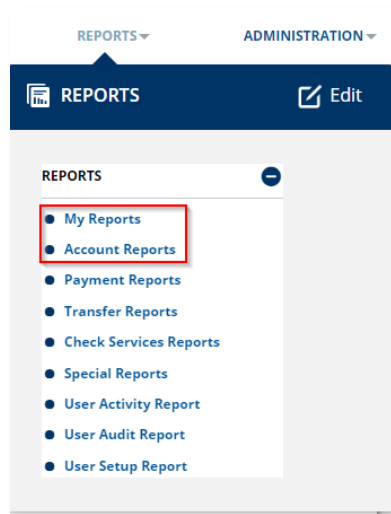 REPORTS ADMINISTRATION
REPORTS Edit
REPORTS
My Reports
Account Reports
Payment Reports
Transfer Reports
Check Services Reports
Special Reports
User Activity Report
User Audit Report
User Setup Report